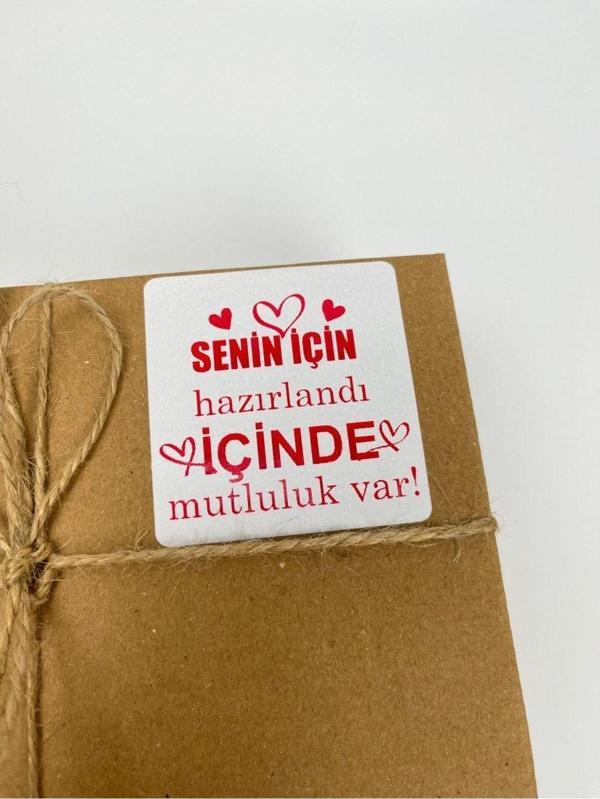 SENİN İÇİN
hazırlandı
İÇİNDE
mutluluk var!